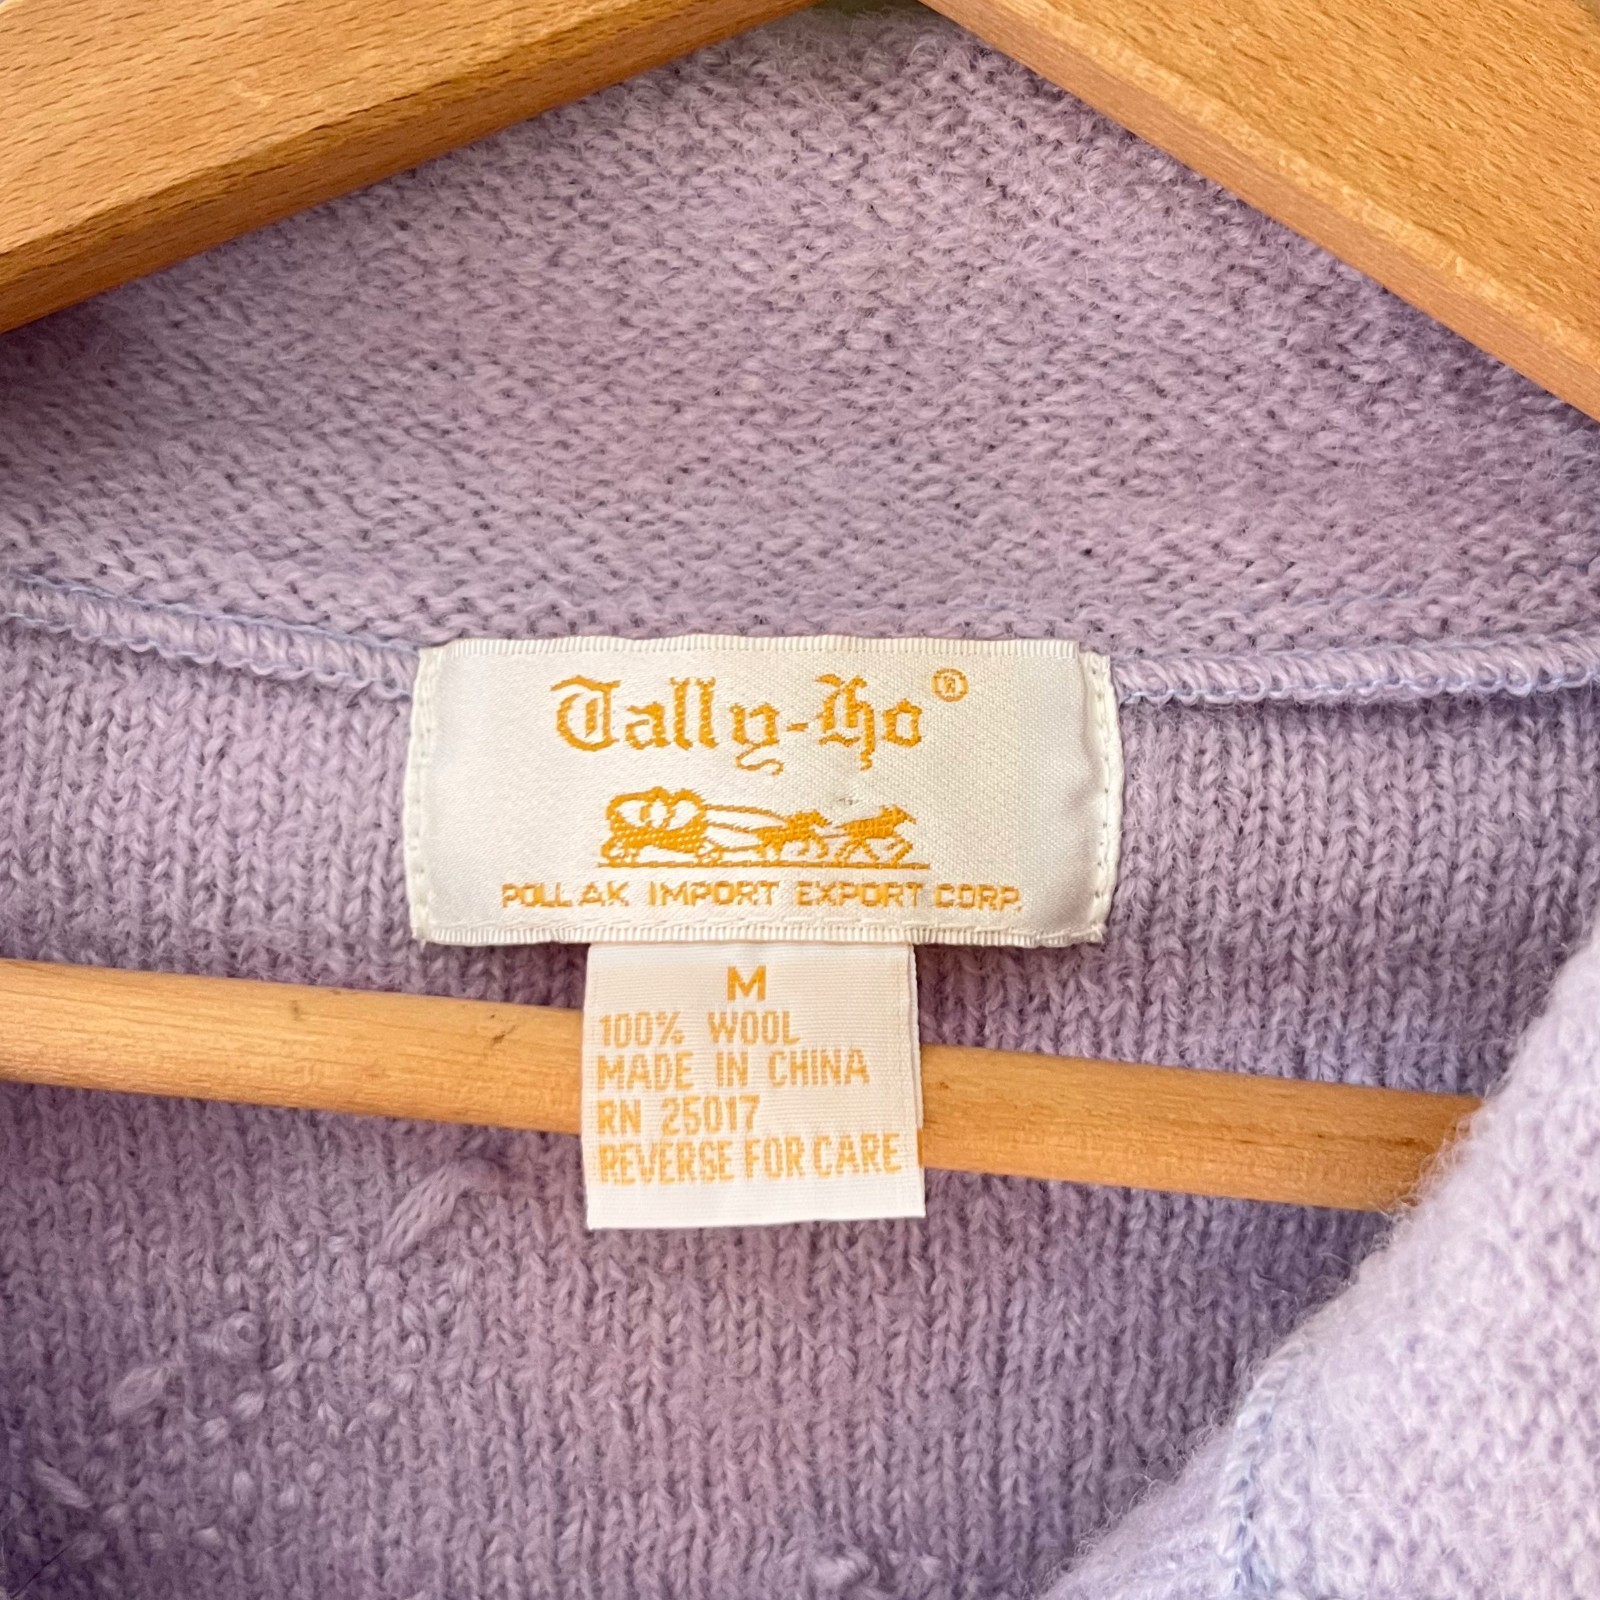 Tally-Ho®
POLLAK IMPORT EXPORT CORP.
M
100% WOOL
MADE IN CHINA
RN 25017
REVERSE FOR CARE